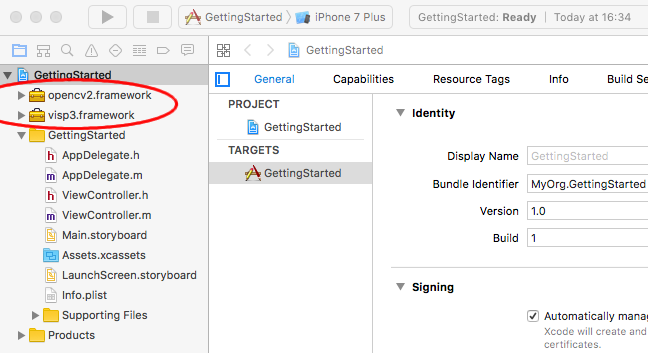 GettingStarted
iPhone 7 Plus
GettingStarted: Ready
Today at 16:34
GettingStarted
General
Capabilities
Resource Tags
Info
Build Se
GettingStarted
opencv2.framework
visp3.framework
GettingStarted
AppDelegate.h
AppDelegate.m
ViewController.h
ViewController.m
Main.storyboard
Assets.xcassets
LaunchScreen.storyboard
Info.plist
Supporting Files
Products
PROJECT
GettingStarted
TARGETS
GettingStarted
Identity
Display Name GettingStarted
Bundle Identifier MyOrg.GettingStarted
Version 1.0
Build 1
Signing
Automatically manag
Xcode will create and
certificates.